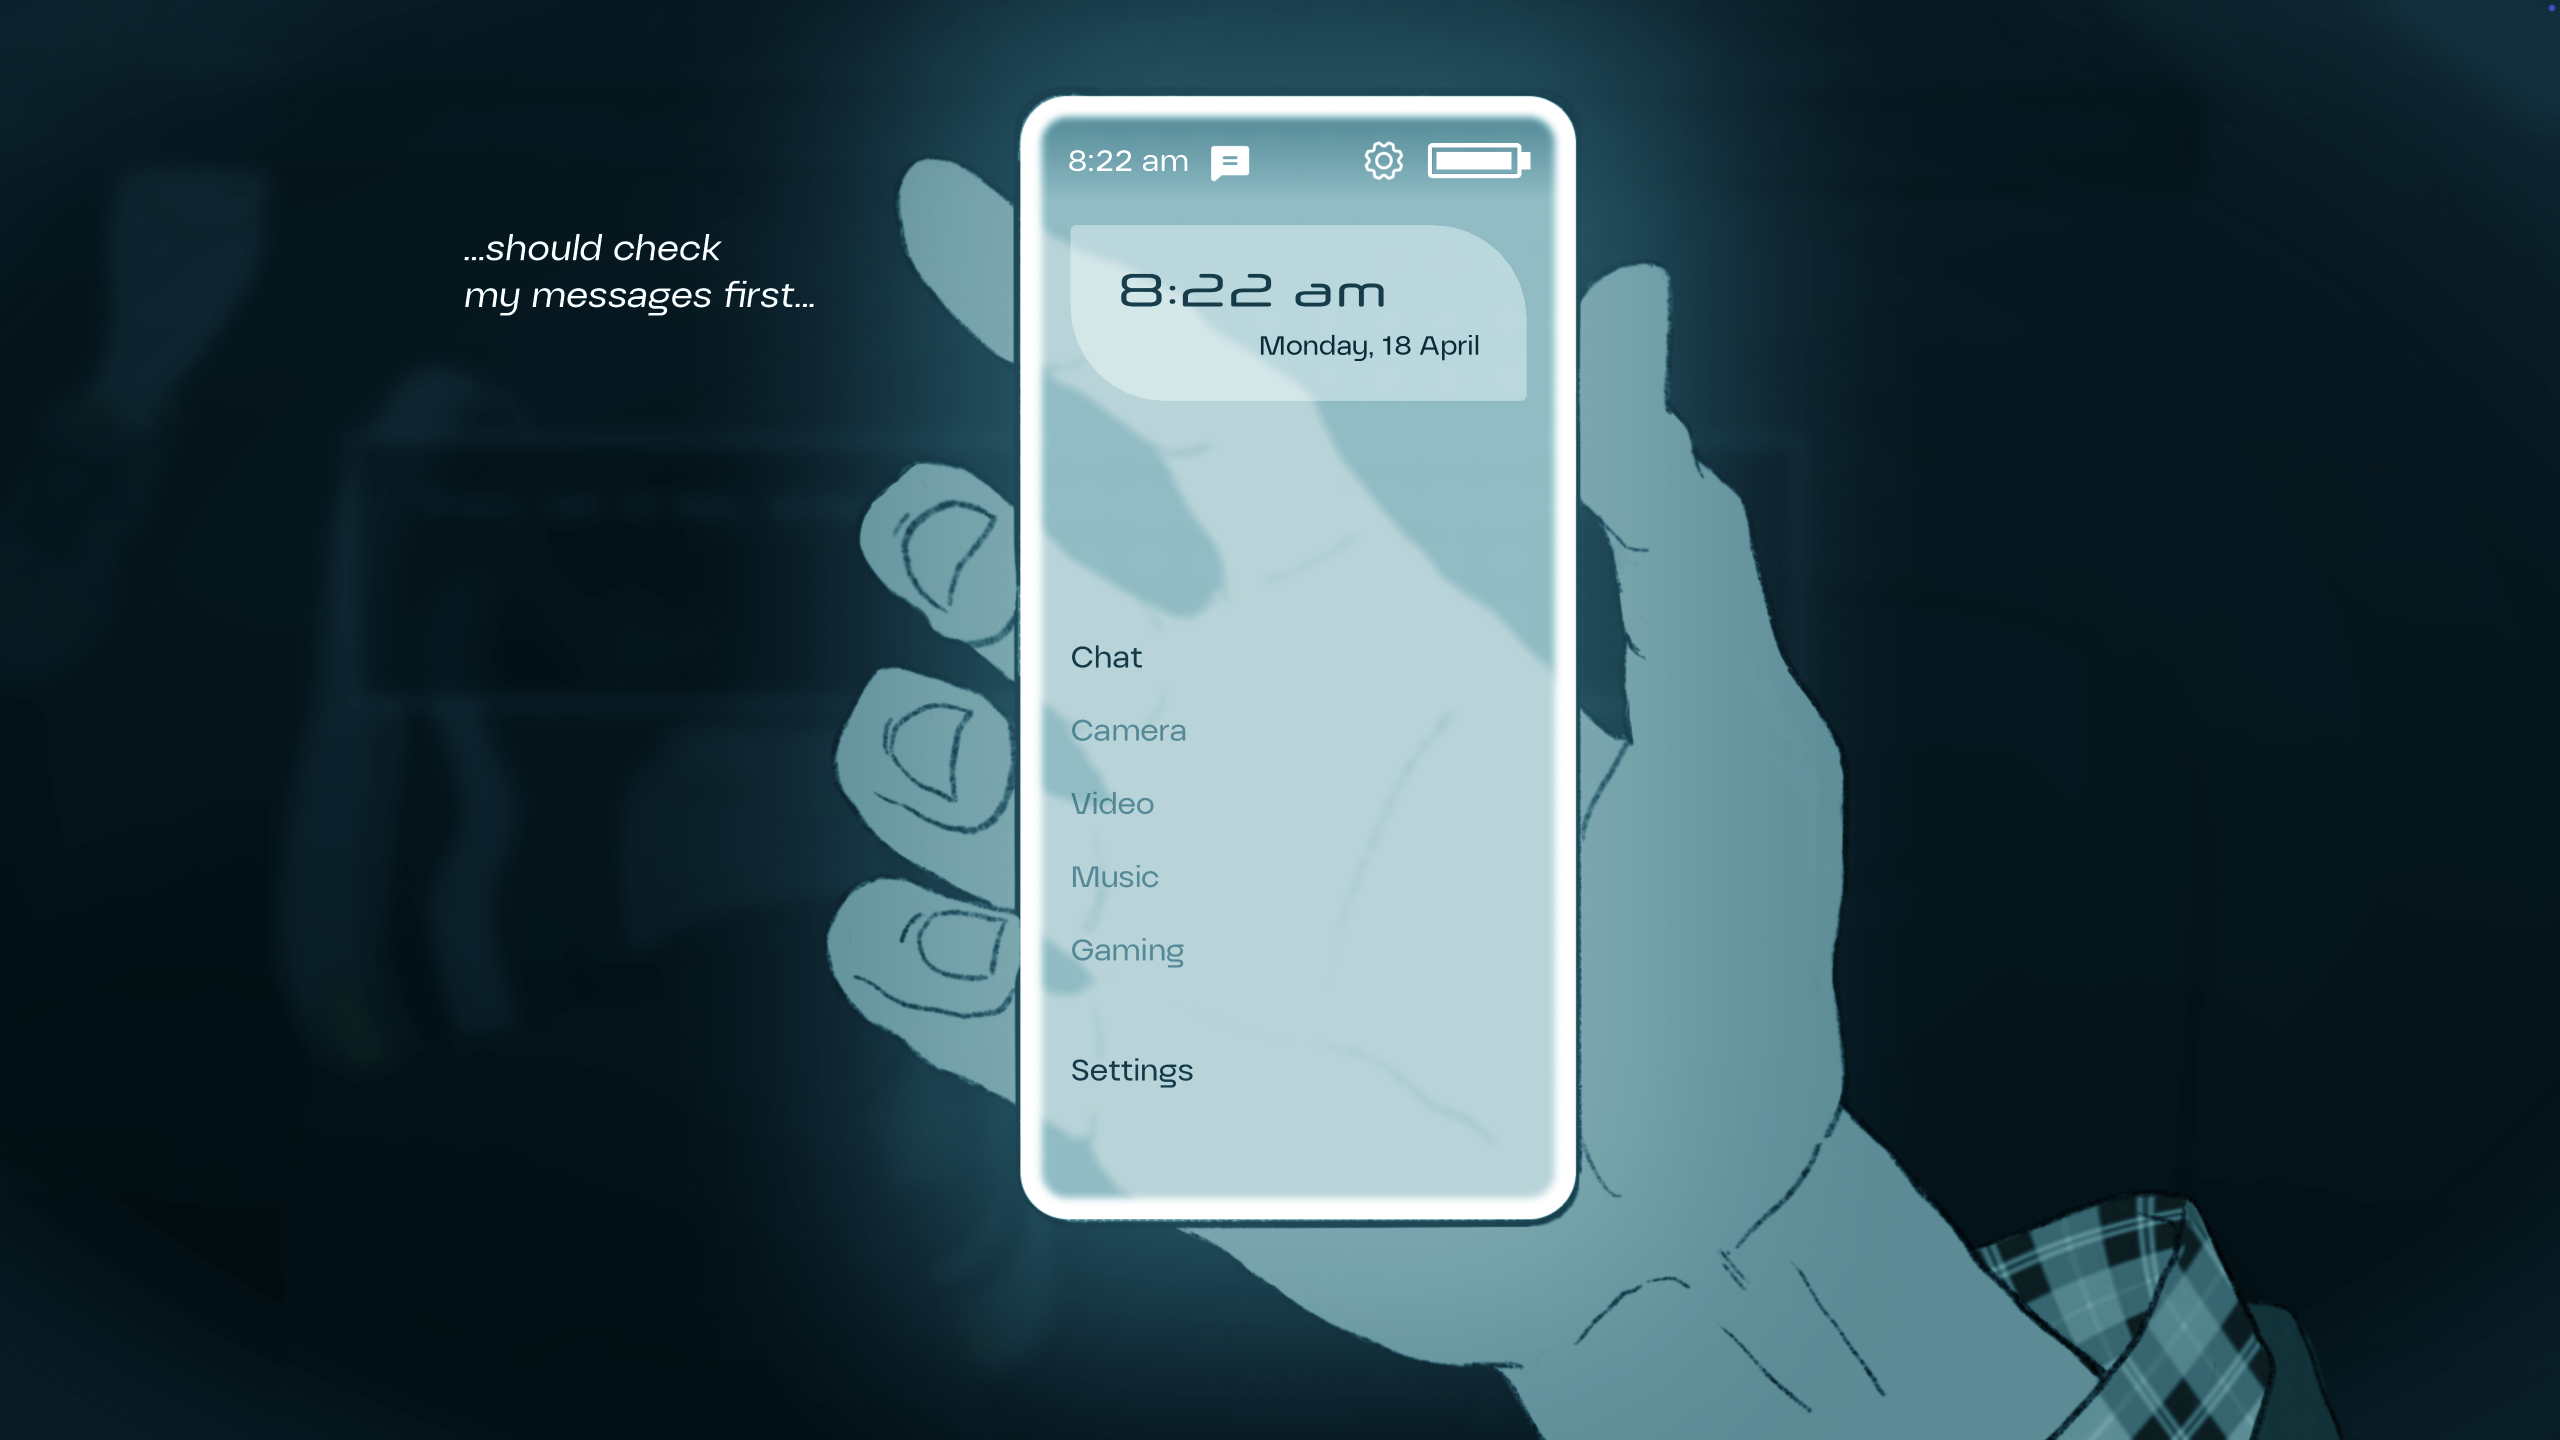 ...should check
my messages first...
8:22 am
8:22 am
Monday, 18 April
Chat
Camera
Video
Music
Gaming
Settings